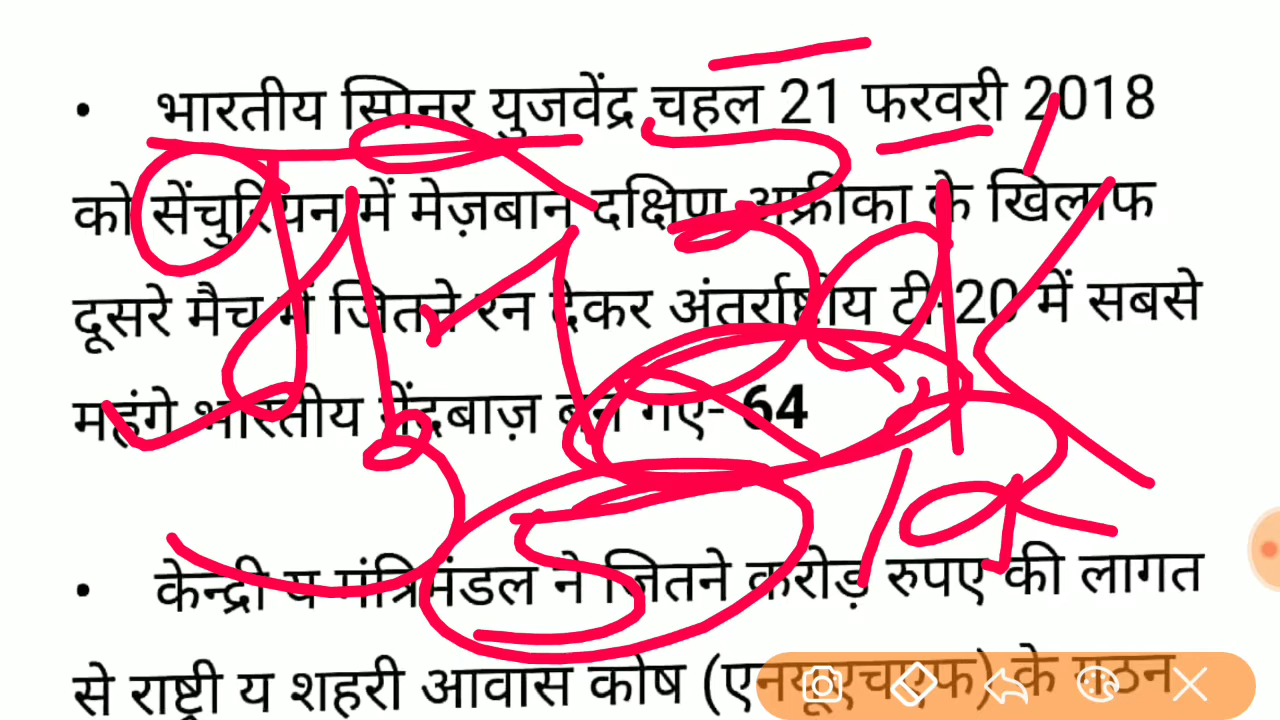 • भारतीय स्पिनर युजवेंद्र चहल 21 फरवरी 2018
को सेंचुरियन में मेज़बान दक्षिण अफ्रीका के खिलाफ
दूसरे मैच में जितने रन देकर अंतर्राष्ट्रीय टी-20 में सबसे
महंगे भारतीय गेंदबाज़ बन गए- 64
• केन्द्री य मंत्रिमंडल ने जितने करोड़ रुपए की लागत
से राष्ट्री य शहरी आवास कोष (एनयूएचएफ) के गठन